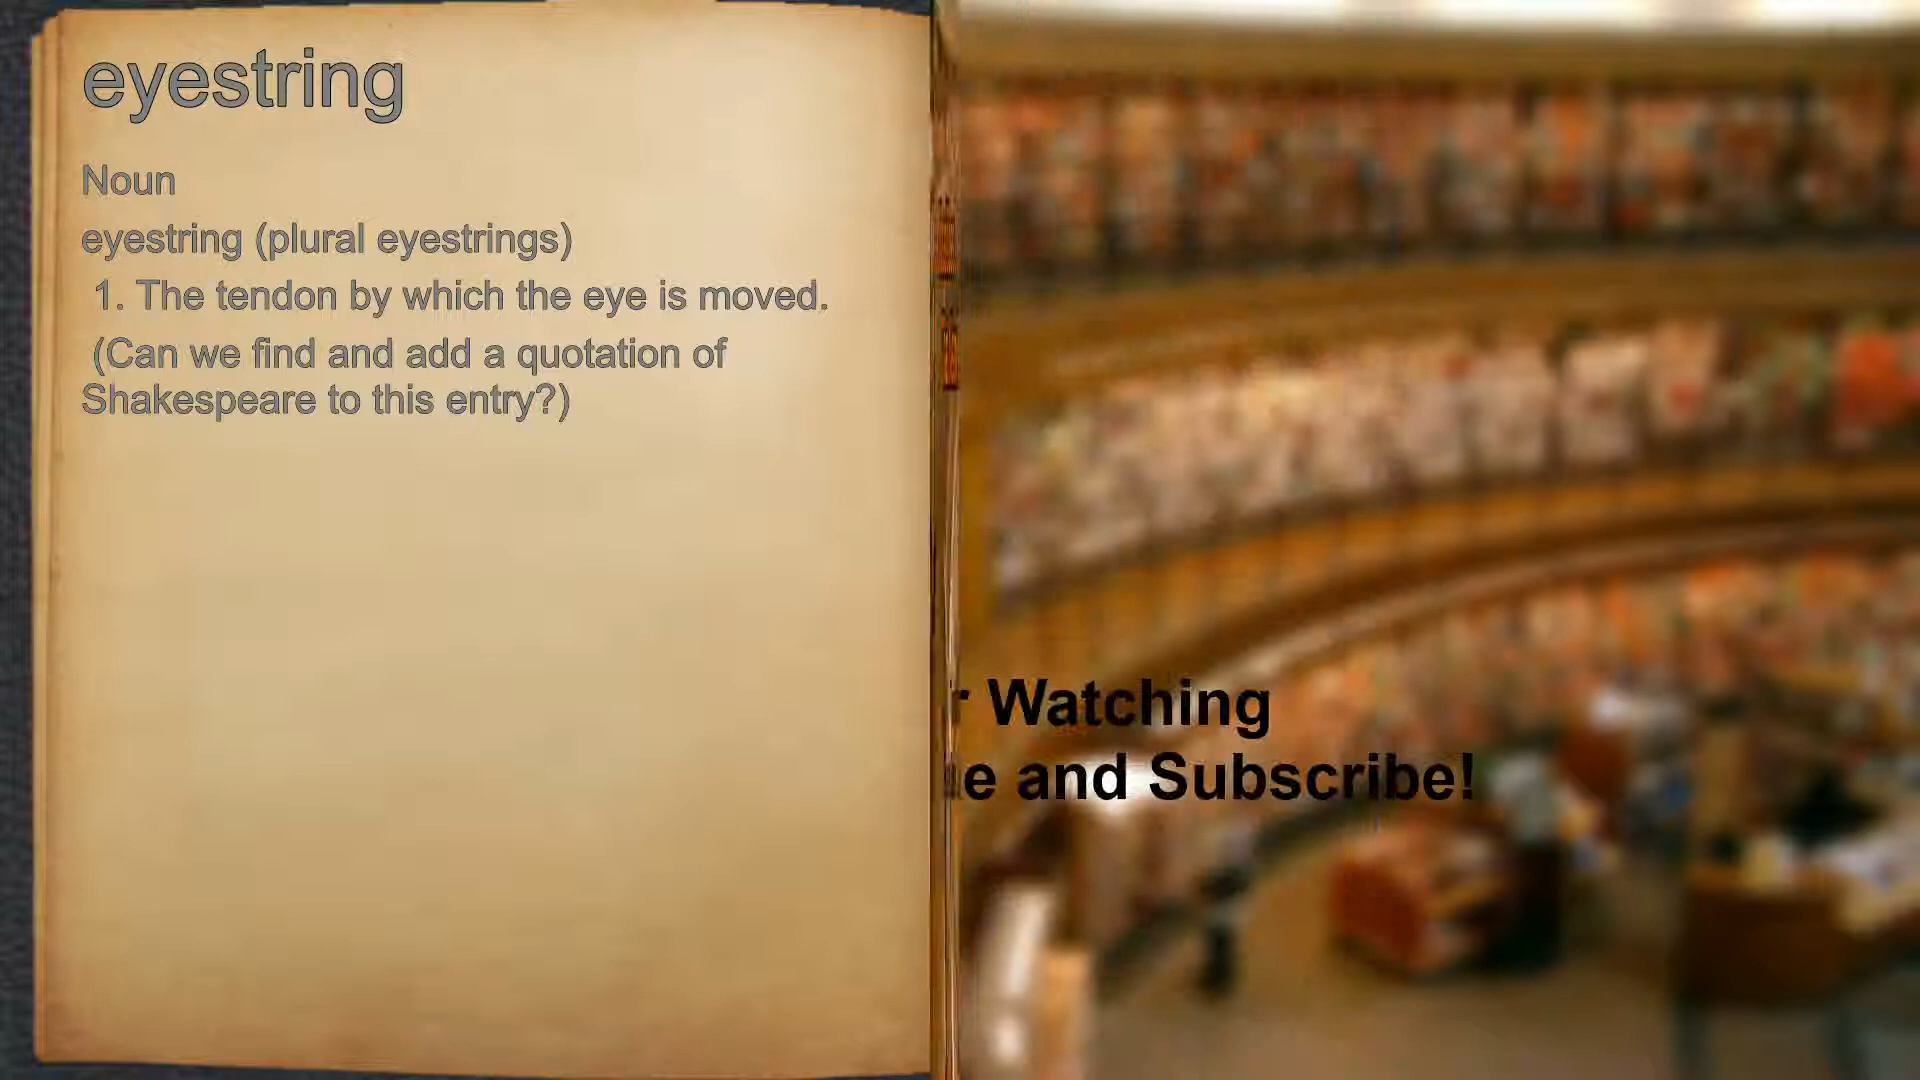 eyestring
Noun
eyestring (plural eyestrings)
1. The tendon by which the eye is moved.
(Can we find and add a quotation of
Shakespeare to this entry?)
Watching
and Subscribe!